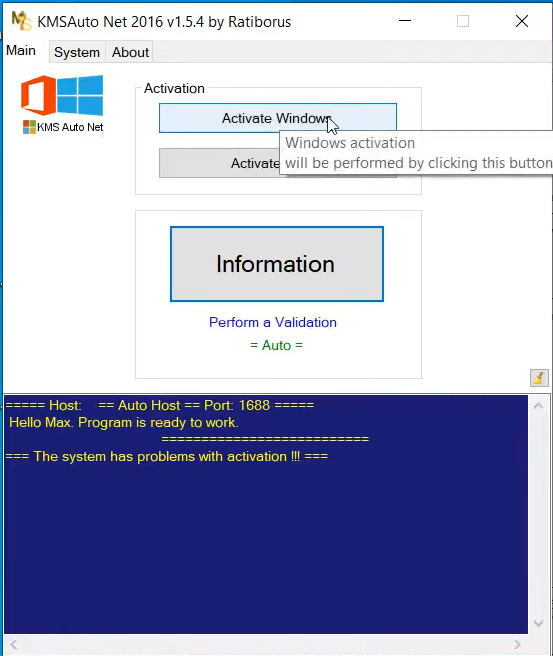 KMSAuto Net 2016 v1.5.4 by Ratiborus
Main System About
KMS Auto Net
Activation
Activate Windows
Windows activation
will be performed by clicking this button
Activate
Information
Perform a Validation
= Auto =
===== Host: == Auto Host == Port: 1688 =====
Hello Max. Program is ready to work.
==========================
=== The system has problems with activation !!! ===